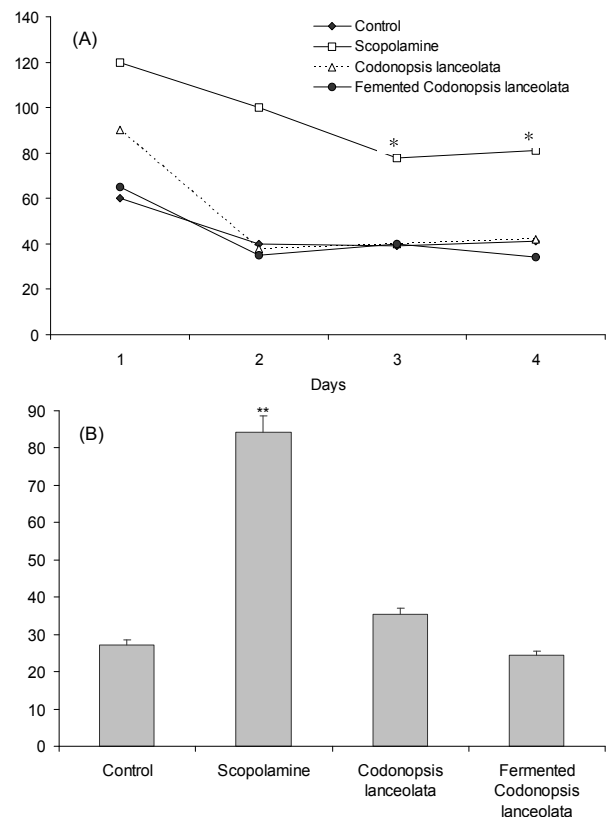 140
120
100
80
60
40
20
0
(A)
Control
Scopolamine
Codonopsis lanceolata
Femented Codonopsis lanceolata
*
*
1 2 3 4
Days
90
80
70
60
50
40
30
20
10
0
(B)
**
Control Scopolamine Codonopsis Fermented
lanceolata Codonopsis
lanceolata